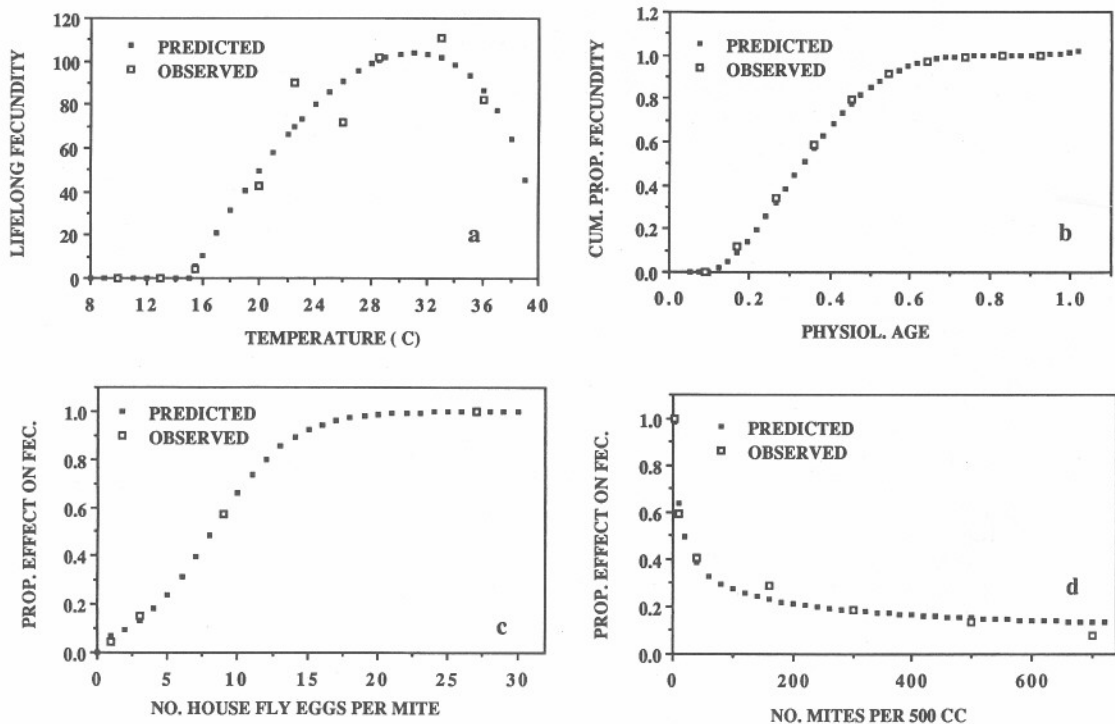 120
100
80
60
40
20
0
LIFELONG FECUNDITY
PREDICTED
OBSERVED
a
8 12 16 20 24 28 32 36 40
TEMPERATURE ( C)
1.2
1.0
0.8
0.6
0.4
0.2
0.0
CUM. PROP. FECUNDITY
PREDICTED
OBSERVED
b
0.0 0.2 0.4 0.6 0.8 1.0
PHYSIOL. AGE
1.0
0.8
0.6
0.4
0.2
0.0
PROP. EFFECT ON FEC.
PREDICTED
OBSERVED
c
0 5 10 15 20 25 30
NO. HOUSE FLY EGGS PER MITE
1.0
0.8
0.6
0.4
0.2
0.0
PROP. EFFECT ON FEC.
PREDICTED
OBSERVED
d
0 200 400 600
NO. MITES PER 500 CC